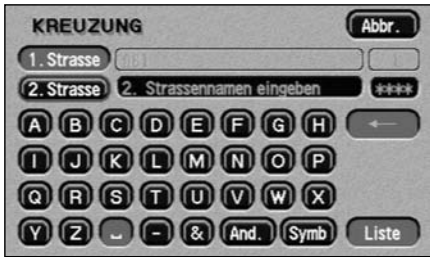 KREUZUNG Abbr.
1. Strasse
2. Strasse 2. Strassennamen eingeben ****
A B C D E F G H ←
I J K L M N O P
Q R S T U V W X
Y Z ␣ - & And. Symb Liste